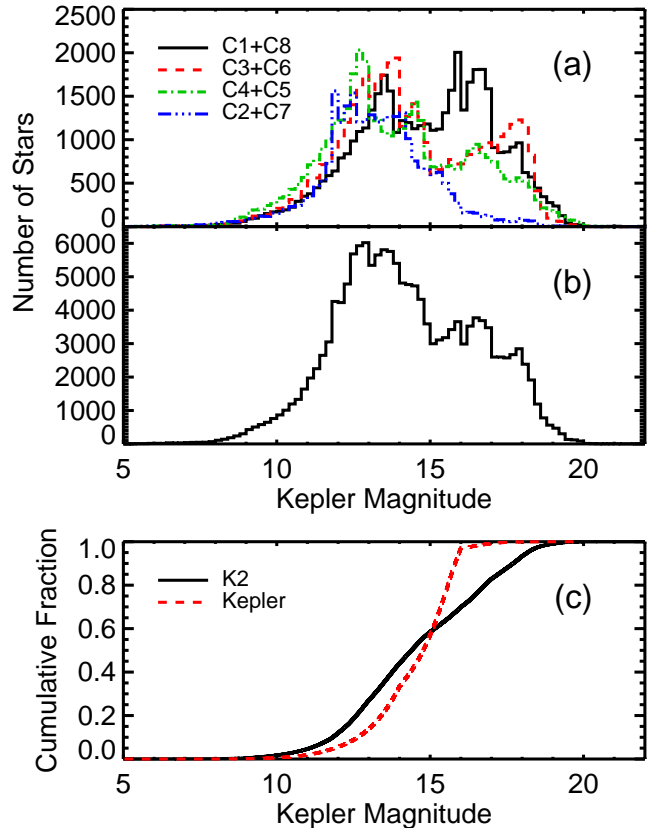 2500
2000
1500
1000
500
0
C1+C8
C3+C6
C4+C5
C2+C7
(a)
Number of Stars
6000
5000
4000
3000
2000
1000
0
(b)
5 10 15 20
Kepler Magnitude
1.0
0.8
0.6
0.4
0.2
0.0
Cumulative Fraction
K2
Kepler
(c)
5 10 15 20
Kepler Magnitude